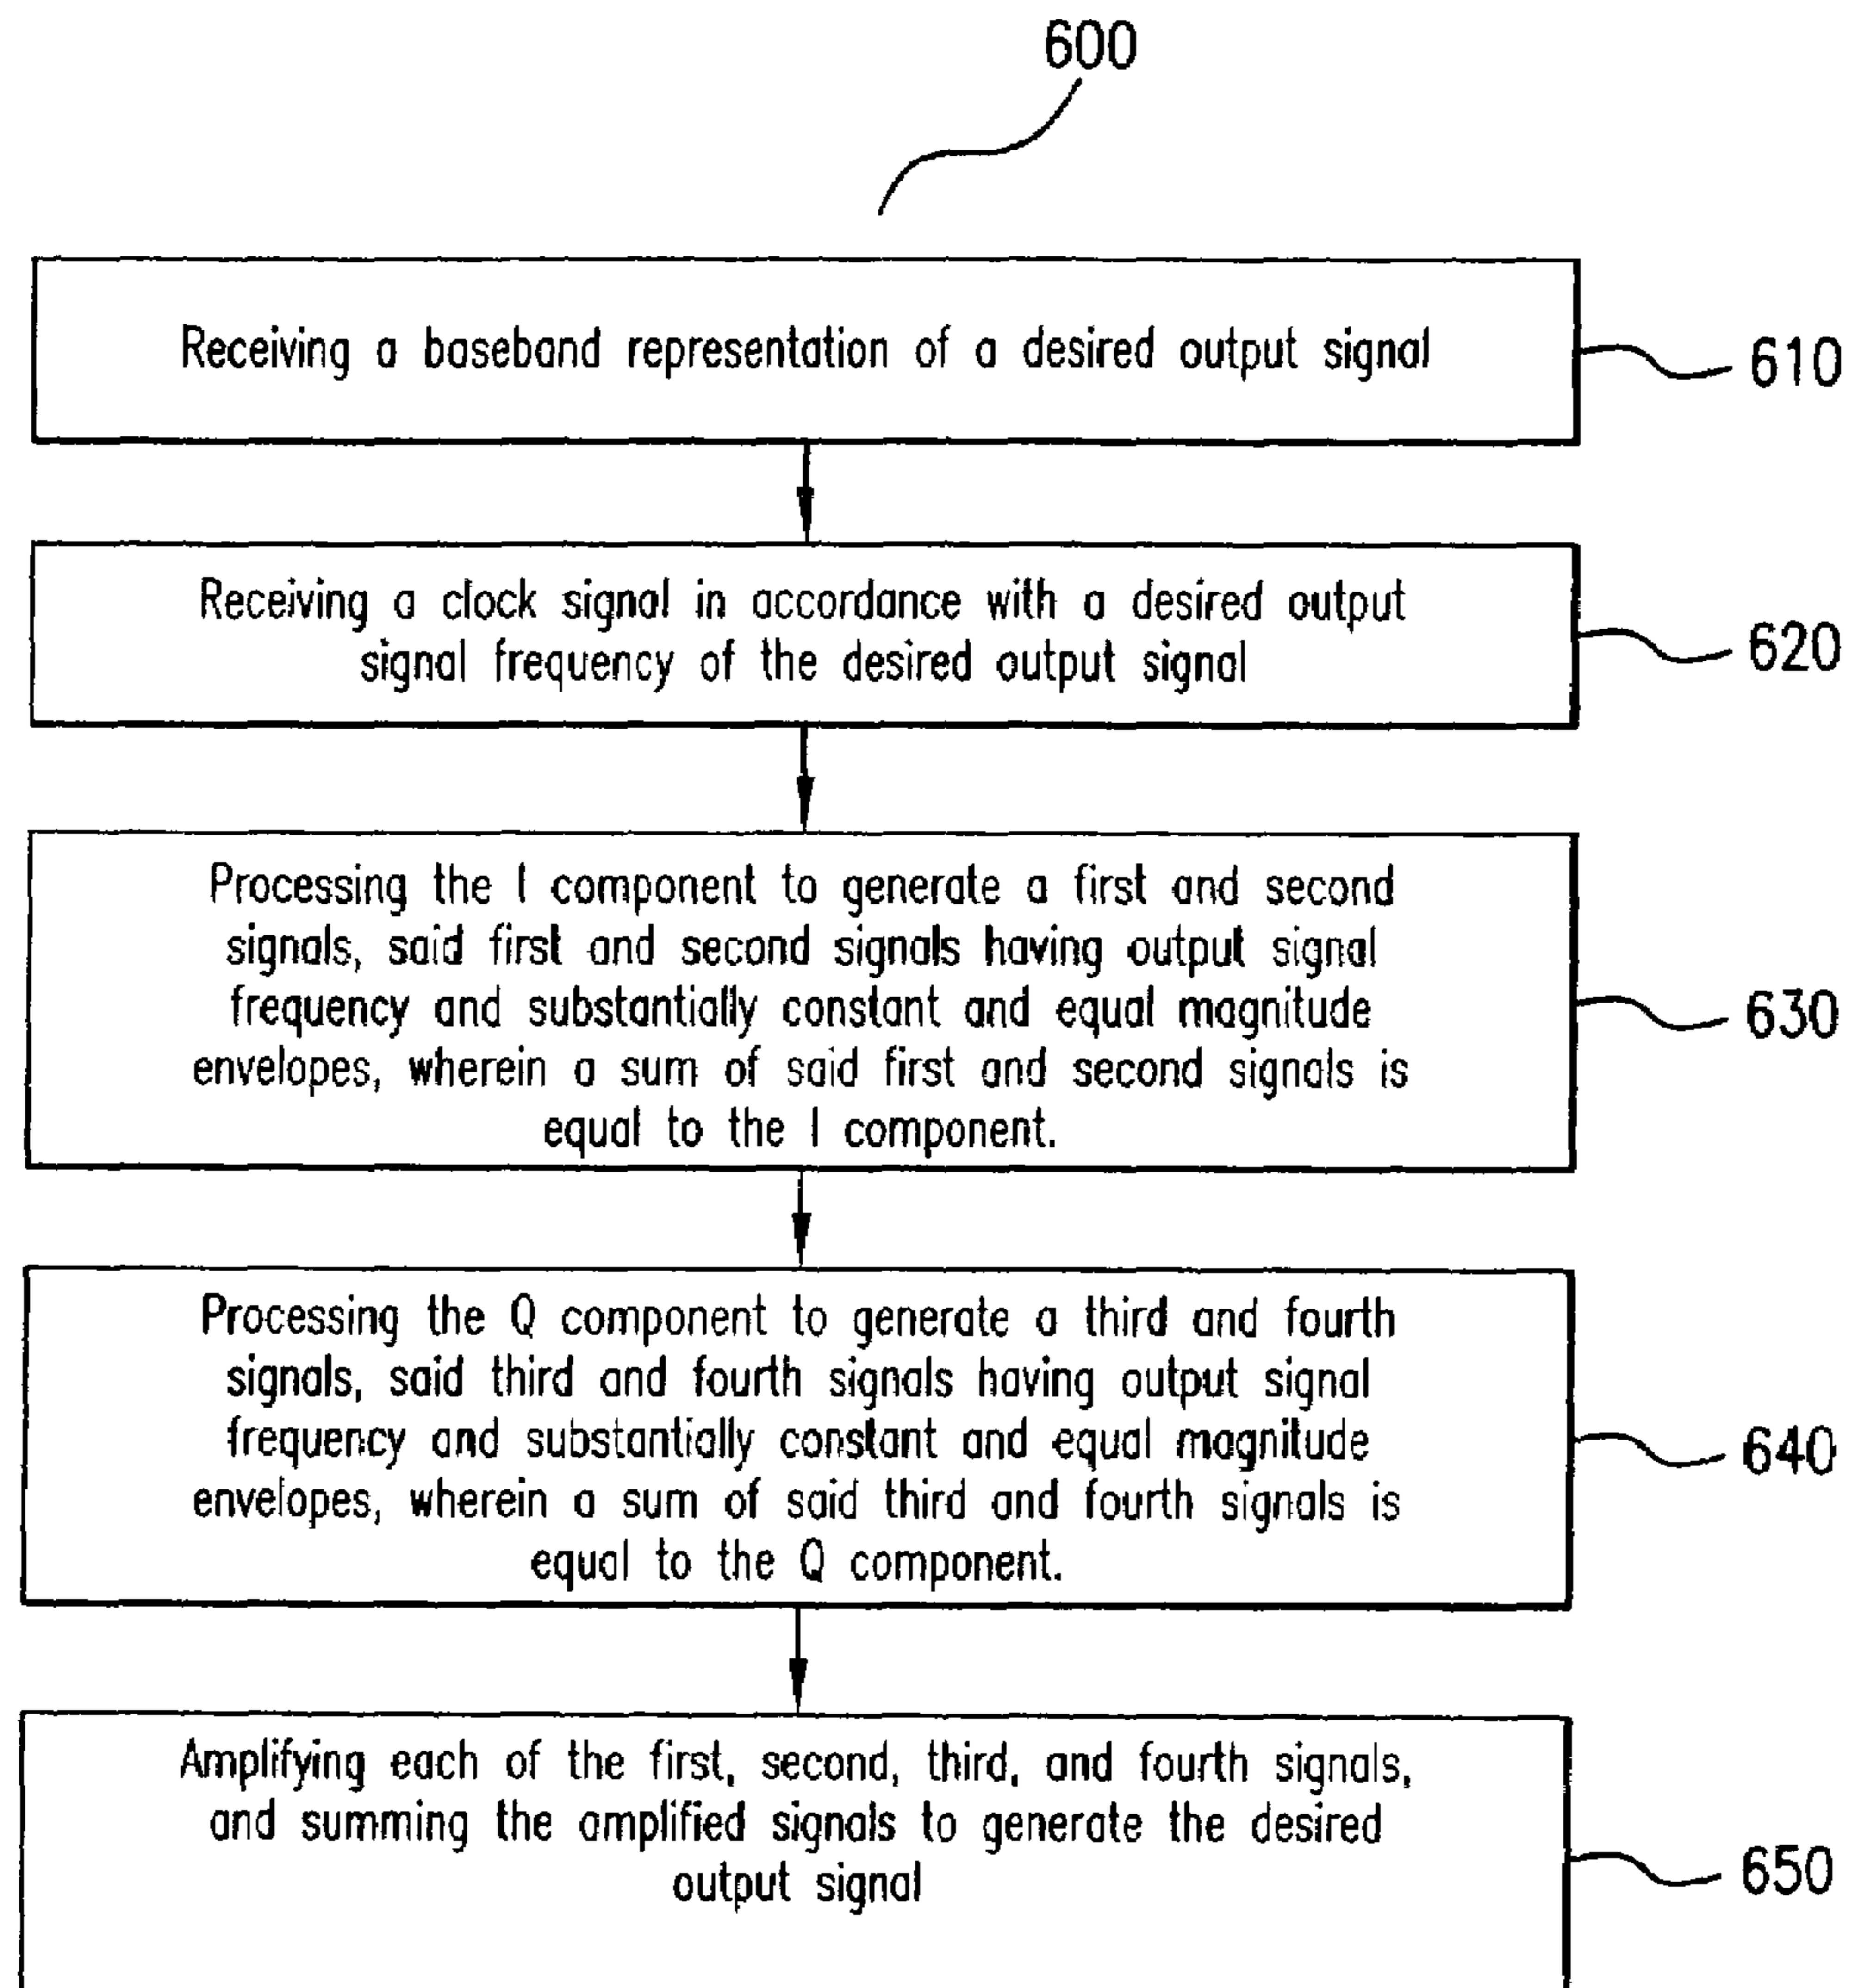 600
Receiving a baseband representation of a desired output signal
610
Receiving a clock signal in accordance with a desired output
signal frequency of the desired output signal
620
Processing the I component to generate a first and second
signals, said first and second signals having output signal
frequency and substantially constant and equal magnitude
envelopes, wherein a sum of said first and second signals is
equal to the I component.
630
Processing the Q component to generate a third and fourth
signals, said third and fourth signals having output signal
frequency and substantially constant and equal magnitude
envelopes, wherein a sum of said third and fourth signals is
equal to the Q component.
640
Amplifying each of the first, second, third, and fourth signals,
and summing the amplified signals to generate the desired
output signal
650